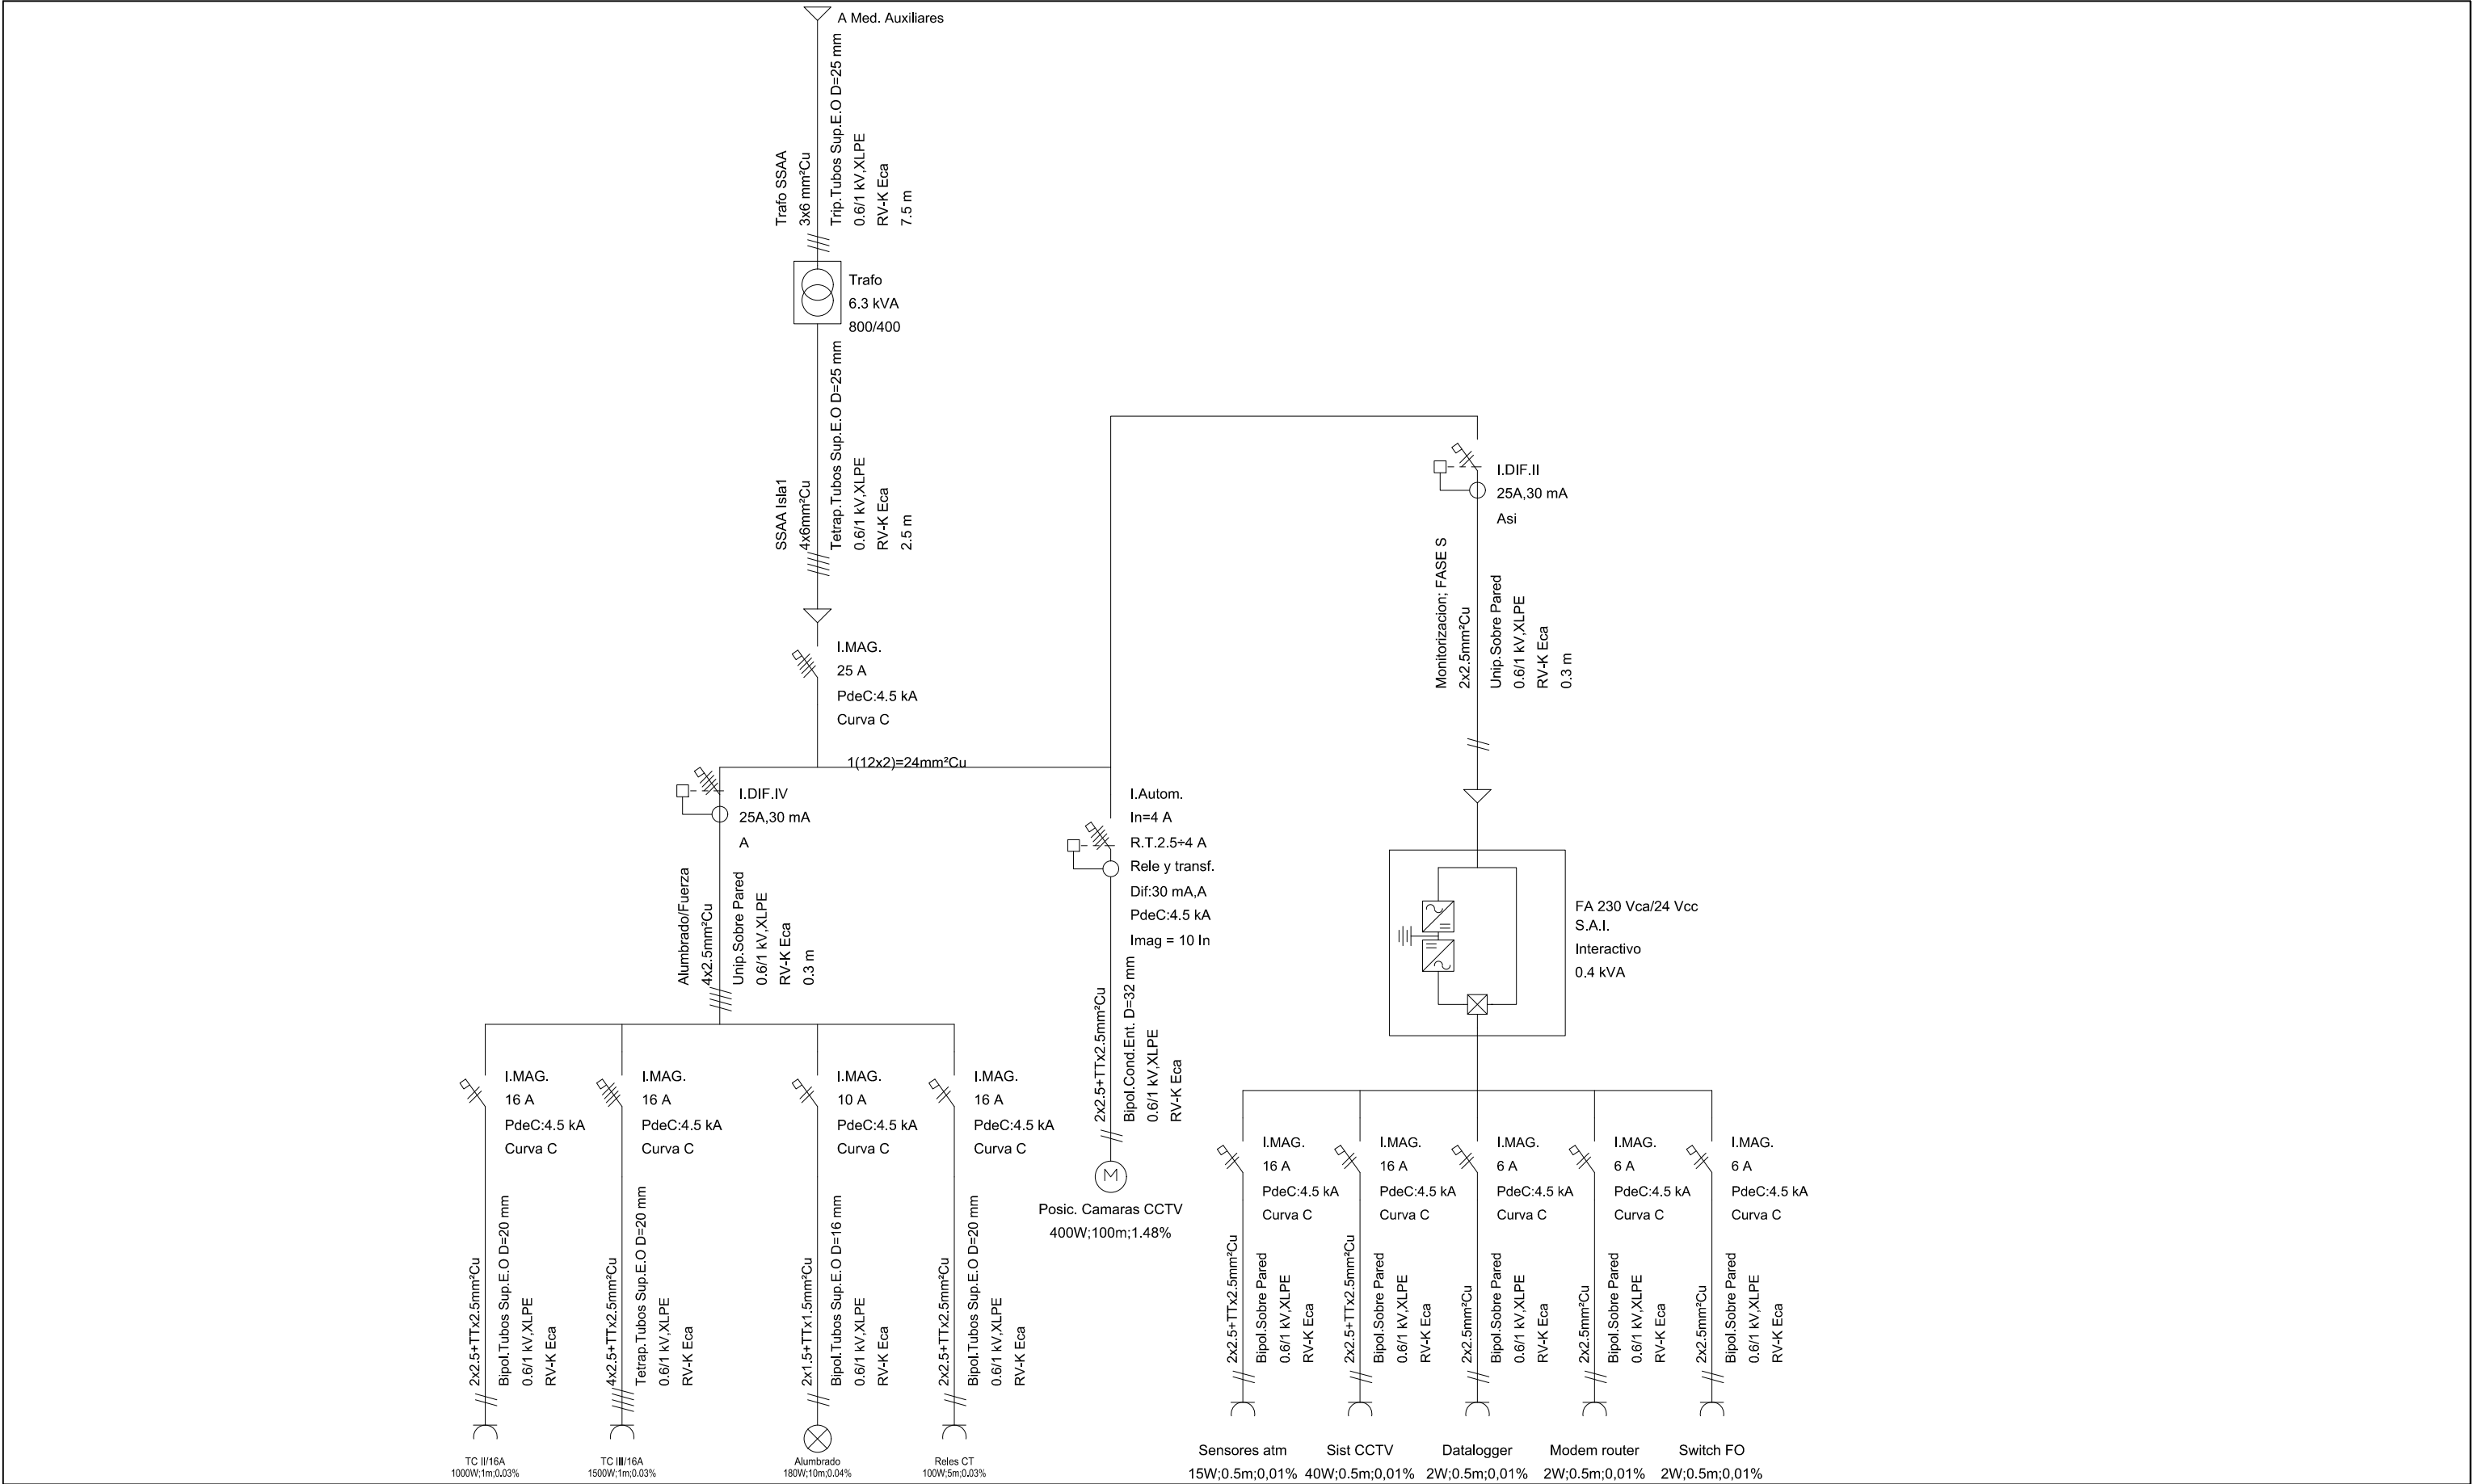 A Med. Auxiliares
Trafo SSAA
3x6 mm²Cu
Trip.Tubos Sup.E.O D=25 mm
0.6/1 kV,XLPE
RV-K Eca
7.5 m
Trafo
6.3 kVA
800/400
SSAA Isla1
4x6mm²Cu
Tetrap.Tubos Sup.E.O D=25 mm
0.6/1 kV,XLPE
RV-K Eca
2.5 m
I.MAG.
25 A
PdeC:4.5 kA
Curva C
1(12x2)=24mm²Cu
I.DIF.IV
25A,30 mA
A
Alumbrado/Fuerza
4x2.5mm²Cu
Unip.Sobre Pared
0.6/1 kV,XLPE
RV-K Eca
0.3 m
I.MAG.
16 A
PdeC:4.5 kA
Curva C
2x2.5+TTx2.5mm²Cu
Bipol.Tubos Sup.E.O D=20 mm
0.6/1 kV,XLPE
RV-K Eca
TC II/16A
1000W;1m;0.03%
I.MAG.
16 A
PdeC:4.5 kA
Curva C
4x2.5+TTx2.5mm²Cu
Tetrap.Tubos Sup.E.O D=20 mm
0.6/1 kV,XLPE
RV-K Eca
TC III/16A
1500W;1m;0.03%
I.MAG.
10 A
PdeC:4.5 kA
Curva C
2x1.5+TTx1.5mm²Cu
Bipol.Tubos Sup.E.O D=16 mm
0.6/1 kV,XLPE
RV-K Eca
Alumbrado
180W;10m;0.04%
I.MAG.
16 A
PdeC:4.5 kA
Curva C
2x2.5+TTx2.5mm²Cu
Bipol.Tubos Sup.E.O D=20 mm
0.6/1 kV,XLPE
RV-K Eca
Reles CT
100W;5m;0.03%
I.Autom.
In=4 A
R.T.2.5÷4 A
Rele y transf.
Dif:30 mA,A
PdeC:4.5 kA
Imag = 10 In
2x2.5+TTx2.5mm²Cu
Bipol.Cond.Ent. D=32 mm
0.6/1 kV,XLPE
RV-K Eca
M
Posic. Camaras CCTV
400W;100m;1.48%
I.DIF.II
25A,30 mA
Asi
Monitorizacion; FASE S
2x2.5mm²Cu
Unip.Sobre Pared
0.6/1 kV,XLPE
RV-K Eca
0.3 m
FA 230 Vca/24 Vcc
S.A.I.
Interactivo
0.4 kVA
I.MAG.
16 A
PdeC:4.5 kA
Curva C
2x2.5+TTx2.5mm²Cu
Bipol.Sobre Pared
0.6/1 kV,XLPE
RV-K Eca
Sensores atm
15W;0.5m;0,01%
I.MAG.
16 A
PdeC:4.5 kA
Curva C
2x2.5+TTx2.5mm²Cu
Bipol.Sobre Pared
0.6/1 kV,XLPE
RV-K Eca
Sist CCTV
40W;0.5m;0,01%
I.MAG.
6 A
PdeC:4.5 kA
Curva C
2x2.5mm²Cu
Bipol.Sobre Pared
0.6/1 kV,XLPE
RV-K Eca
Datalogger
2W;0.5m;0,01%
I.MAG.
6 A
PdeC:4.5 kA
Curva C
2x2.5mm²Cu
Bipol.Sobre Pared
0.6/1 kV,XLPE
RV-K Eca
Modem router
2W;0.5m;0,01%
I.MAG.
6 A
PdeC:4.5 kA
Curva C
2x2.5mm²Cu
Bipol.Sobre Pared
0.6/1 kV,XLPE
RV-K Eca
Switch FO
2W;0.5m;0,01%